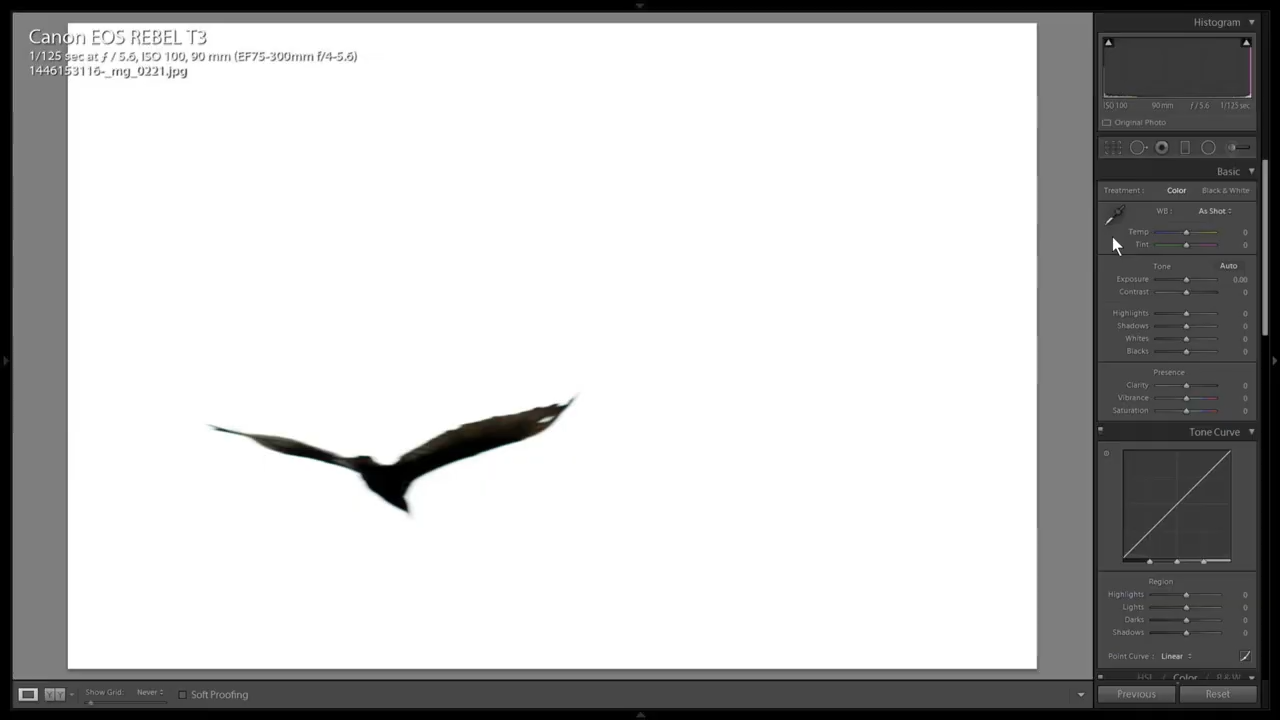 Canon EOS REBEL T3
1/125 sec at ƒ / 5.6, ISO 100, 90 mm (EF75-300mm f/4-5.6)
1446153116-_mg_0221.jpg
Histogram
ISO 100 90 mm ƒ / 5.6 1/125 sec
Original Photo
Basic
Treatment : Color Black & White
WB : As Shot
Temp 0
Tint 0
Tone Auto
Exposure 0.00
Contrast 0
Highlights 0
Shadows 0
Whites 0
Blacks 0
Presence
Clarity 0
Vibrance 0
Saturation 0
Tone Curve
Region
Highlights 0
Lights 0
Darks 0
Shadows 0
Point Curve : Linear
HSL / Color / B & W
Previous Reset
Y Y Show Grid: Never Soft Proofing